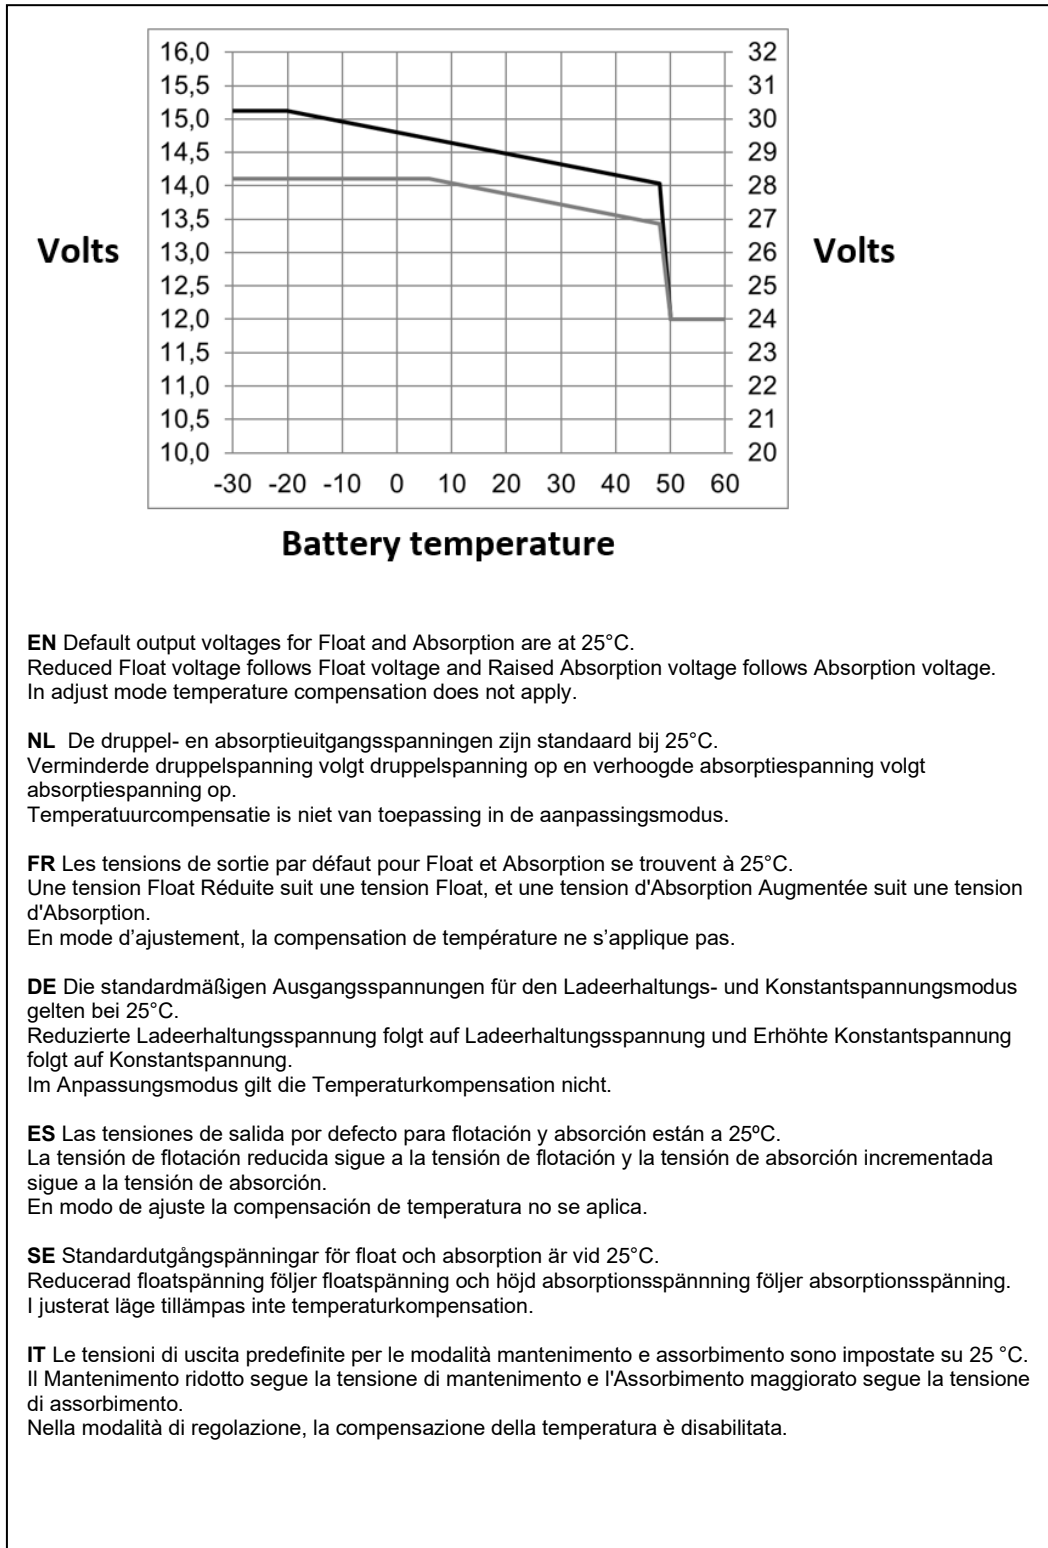 16,0 32
15,5 31
15,0 30
14,5 29
14,0 28
13,5 27
Volts 13,0 26 Volts
12,5 25
12,0 24
11,5 23
11,0 22
10,5 21
10,0 20
-30 -20 -10 0 10 20 30 40 50 60
Battery temperature
EN Default output voltages for Float and Absorption are at 25°C.
Reduced Float voltage follows Float voltage and Raised Absorption voltage follows Absorption voltage.
In adjust mode temperature compensation does not apply.
NL De druppel- en absorptieuitgangsspanningen zijn standaard bij 25°C.
Verminderde druppelspanning volgt druppelspanning op en verhoogde absorptiespanning volgt
absorptiespanning op.
Temperatuurcompensatie is niet van toepassing in de aanpassingsmodus.
FR Les tensions de sortie par défaut pour Float et Absorption se trouvent à 25°C.
Une tension Float Réduite suit une tension Float, et une tension d'Absorption Augmentée suit une tension
d'Absorption.
En mode d’ajustement, la compensation de température ne s’applique pas.
DE Die standardmäßigen Ausgangsspannungen für den Ladeerhaltungs- und Konstantspannungsmodus
gelten bei 25°C.
Reduzierte Ladeerhaltungsspannung folgt auf Ladeerhaltungsspannung und Erhöhte Konstantspannung
folgt auf Konstantspannung.
Im Anpassungsmodus gilt die Temperaturkompensation nicht.
ES Las tensiones de salida por defecto para flotación y absorción están a 25ºC.
La tensión de flotación reducida sigue a la tensión de flotación y la tensión de absorción incrementada
sigue a la tensión de absorción.
En modo de ajuste la compensación de temperatura no se aplica.
SE Standardutgångspänningar för float och absorption är vid 25°C.
Reducerad floatspänning följer floatspänning och höjd absorptionsspännning följer absorptionsspänning.
I justerat läge tillämpas inte temperaturkompensation.
IT Le tensioni di uscita predefinite per le modalità mantenimento e assorbimento sono impostate su 25 °C.
Il Mantenimento ridotto segue la tensione di mantenimento e l'Assorbimento maggiorato segue la tensione
di assorbimento.
Nella modalità di regolazione, la compensazione della temperatura è disabilitata.